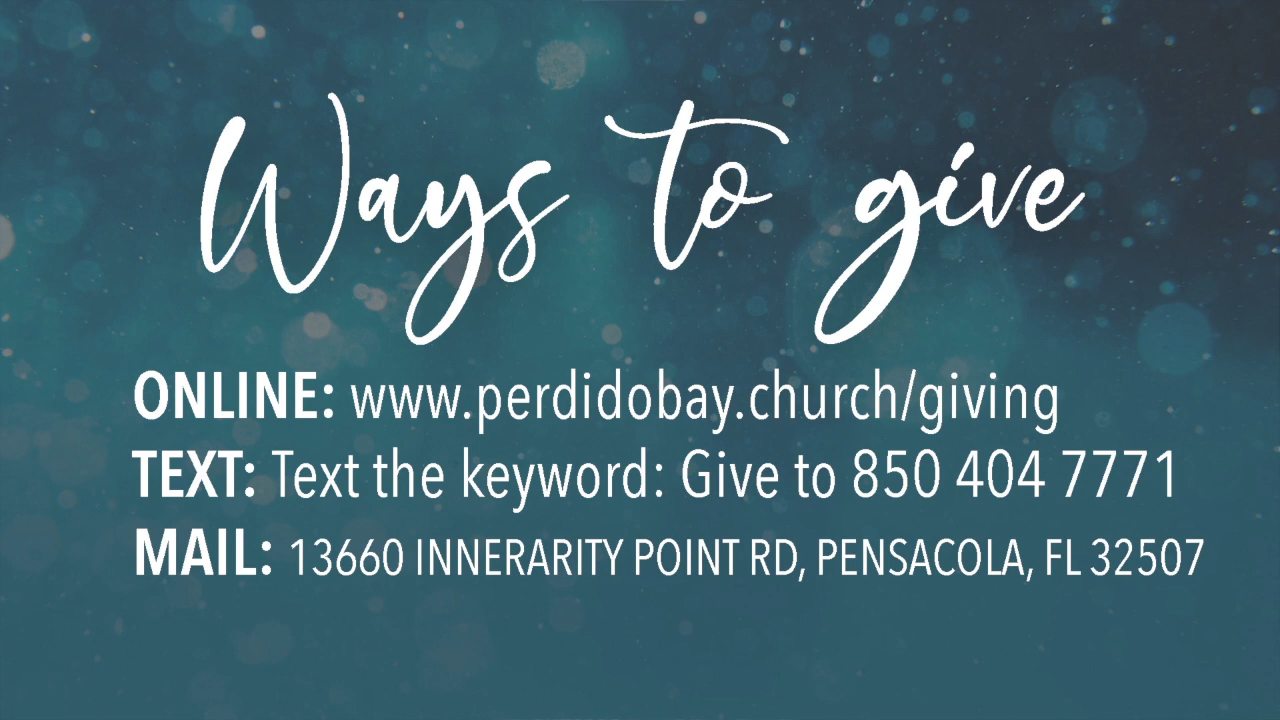 Ways to give
ONLINE: www.perdidobay.church/giving
TEXT: Text the keyword: Give to 850 404 7771
MAIL: 13660 INNERARITY POINT RD, PENSACOLA, FL 32507